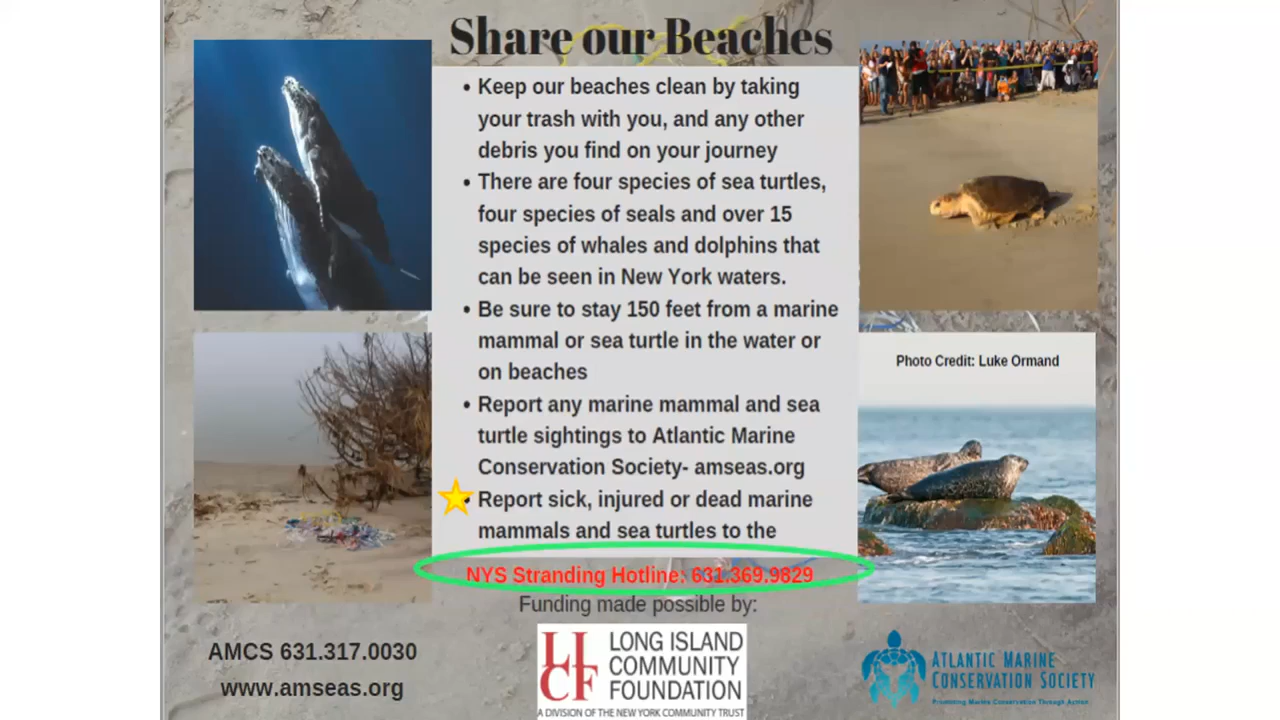 Share our Beaches
• Keep our beaches clean by taking
your trash with you, and any other
debris you find on your journey
• There are four species of sea turtles,
four species of seals and over 15
species of whales and dolphins that
can be seen in New York waters.
• Be sure to stay 150 feet from a marine
mammal or sea turtle in the water or
on beaches
• Report any marine mammal and sea
turtle sightings to Atlantic Marine
Conservation Society- amseas.org
• Report sick, injured or dead marine
mammals and sea turtles to the
NYS Stranding Hotline: 631.369.9829
Funding made possible by:
Photo Credit: Luke Ormand
AMCS 631.317.0030
www.amseas.org
LICF
LONG ISLAND
COMMUNITY
FOUNDATION
A DIVISION OF THE NEW YORK COMMUNITY TRUST
ATLANTIC MARINE
CONSERVATION SOCIETY
Promoting Marine Conservation Through Action